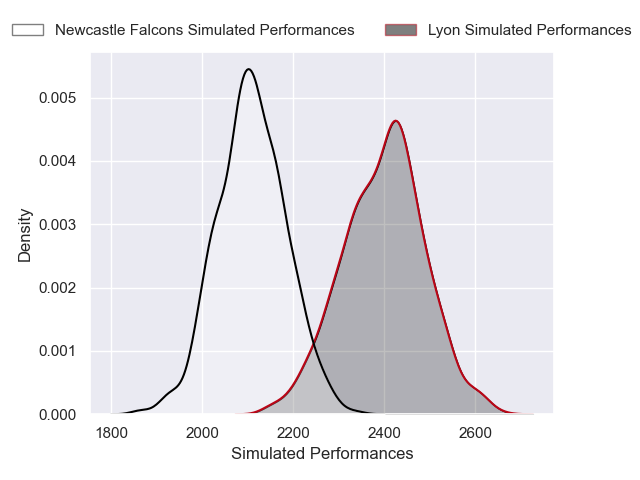 Newcastle Falcons Simulated Performances
Lyon Simulated Performances
0.005
0.004
0.003
0.002
0.001
0.000
Density
1800
2000
2200
2400
2600
Simulated Performances